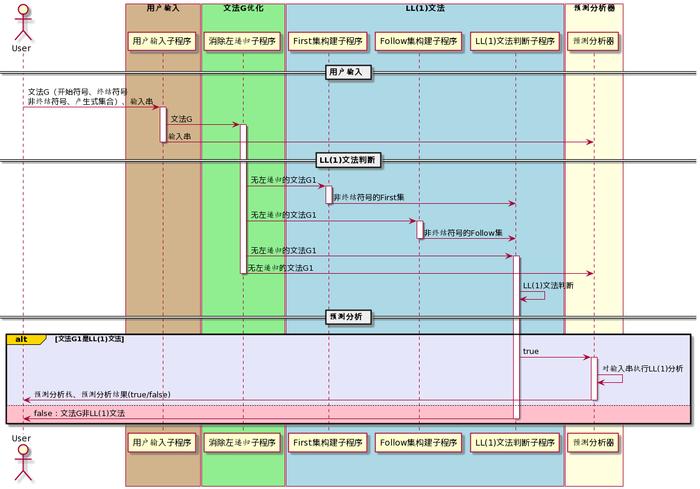 用户输入
文法G优化
LL(1)文法
预测分析器
User
用户输入子程序
消除左递归子程序
First集构建子程序
Follow集构建子程序
LL(1)文法判断子程序
预测分析器
用户输入
文法G（开始符号、终结符号
非终结符号、产生式集合）、输入串
文法G
输入串
LL(1)文法判断
无左递归的文法G1
非终结符号的First集
无左递归的文法G1
非终结符号的Follow集
无左递归的文法G1
无左递归的文法G1
LL(1)文法判断
预测分析
alt
[文法G1是LL(1)文法]
true
对输入串执行LL(1)分析
预测分析栈、预测分析结果(true/false)
false：文法G非LL(1)文法
User
用户输入子程序
消除左递归子程序
First集构建子程序
Follow集构建子程序
LL(1)文法判断子程序
预测分析器